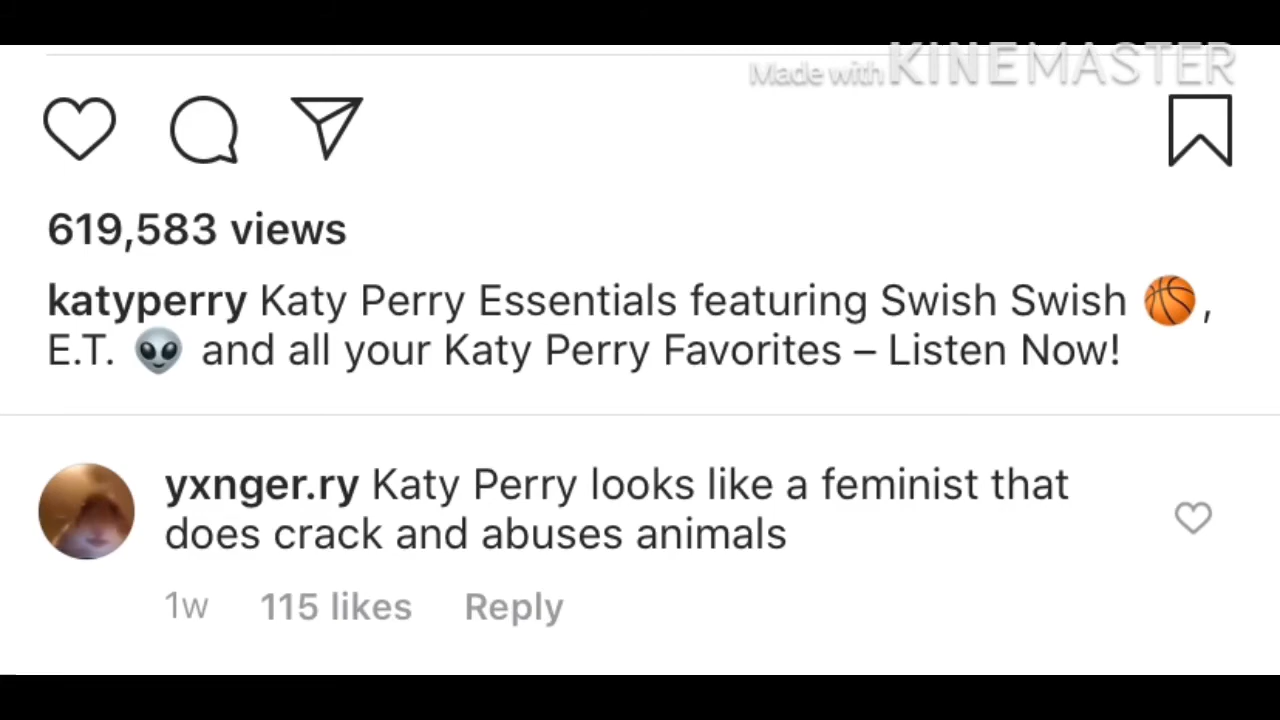 Made with KINEMASTER
619,583 views
katyperry Katy Perry Essentials featuring Swish Swish 🏀,
E.T. 👽 and all your Katy Perry Favorites – Listen Now!
yxnger.ry Katy Perry looks like a feminist that
does crack and abuses animals
1w 115 likes Reply